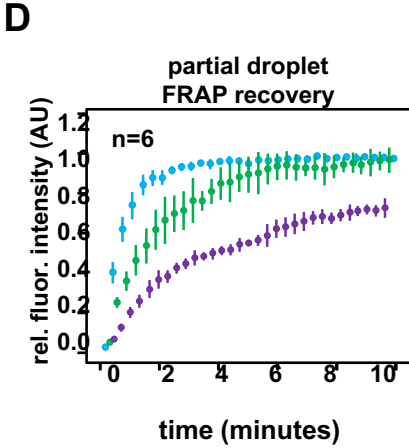 D
partial droplet
FRAP recovery
n=6
rel. fluor. intensity (AU)
1.2
1.0
0.8
0.6
0.4
0.2
0.0
0 2 4 6 8 10
time (minutes)